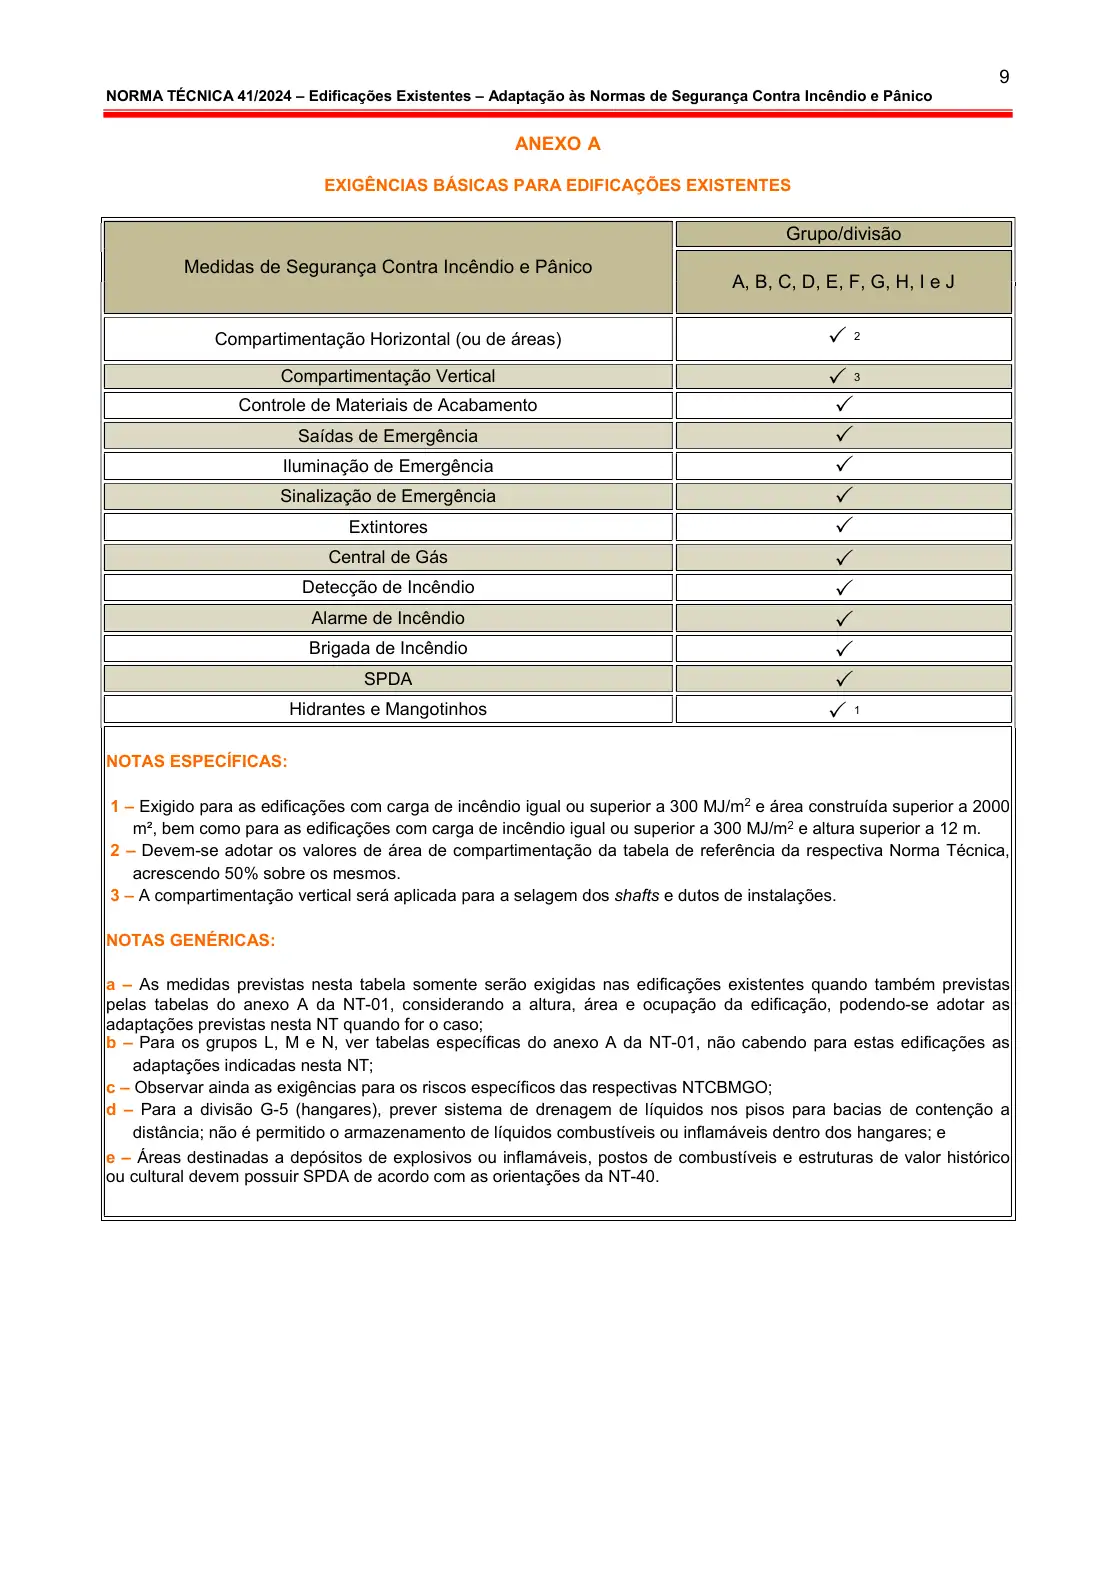 9
NORMA TÉCNICA 41/2024 – Edificações Existentes – Adaptação às Normas de Segurança Contra Incêndio e Pânico
ANEXO A
EXIGÊNCIAS BÁSICAS PARA EDIFICAÇÕES EXISTENTES
Medidas de Segurança Contra Incêndio e Pânico
Grupo/divisão
A, B, C, D, E, F, G, H, I e J
Compartimentação Horizontal (ou de áreas) ✓ 2
Compartimentação Vertical ✓ 3
Controle de Materiais de Acabamento ✓
Saídas de Emergência ✓
Iluminação de Emergência ✓
Sinalização de Emergência ✓
Extintores ✓
Central de Gás ✓
Detecção de Incêndio ✓
Alarme de Incêndio ✓
Brigada de Incêndio ✓
SPDA ✓
Hidrantes e Mangotinhos ✓ 1
NOTAS ESPECÍFICAS:
1 – Exigido para as edificações com carga de incêndio igual ou superior a 300 MJ/m² e área construída superior a 2000
m², bem como para as edificações com carga de incêndio igual ou superior a 300 MJ/m² e altura superior a 12 m.
2 – Devem-se adotar os valores de área de compartimentação da tabela de referência da respectiva Norma Técnica,
acrescendo 50% sobre os mesmos.
3 – A compartimentação vertical será aplicada para a selagem dos shafts e dutos de instalações.
NOTAS GENÉRICAS:
a – As medidas previstas nesta tabela somente serão exigidas nas edificações existentes quando também previstas
pelas tabelas do anexo A da NT-01, considerando a altura, área e ocupação da edificação, podendo-se adotar as
adaptações previstas nesta NT quando for o caso;
b – Para os grupos L, M e N, ver tabelas específicas do anexo A da NT-01, não cabendo para estas edificações as
adaptações indicadas nesta NT;
c – Observar ainda as exigências para os riscos específicos das respectivas NTCBMGO;
d – Para a divisão G-5 (hangares), prever sistema de drenagem de líquidos nos pisos para bacias de contenção a
distância; não é permitido o armazenamento de líquidos combustíveis ou inflamáveis dentro dos hangares; e
e – Áreas destinadas a depósitos de explosivos ou inflamáveis, postos de combustíveis e estruturas de valor histórico
ou cultural devem possuir SPDA de acordo com as orientações da NT-40.